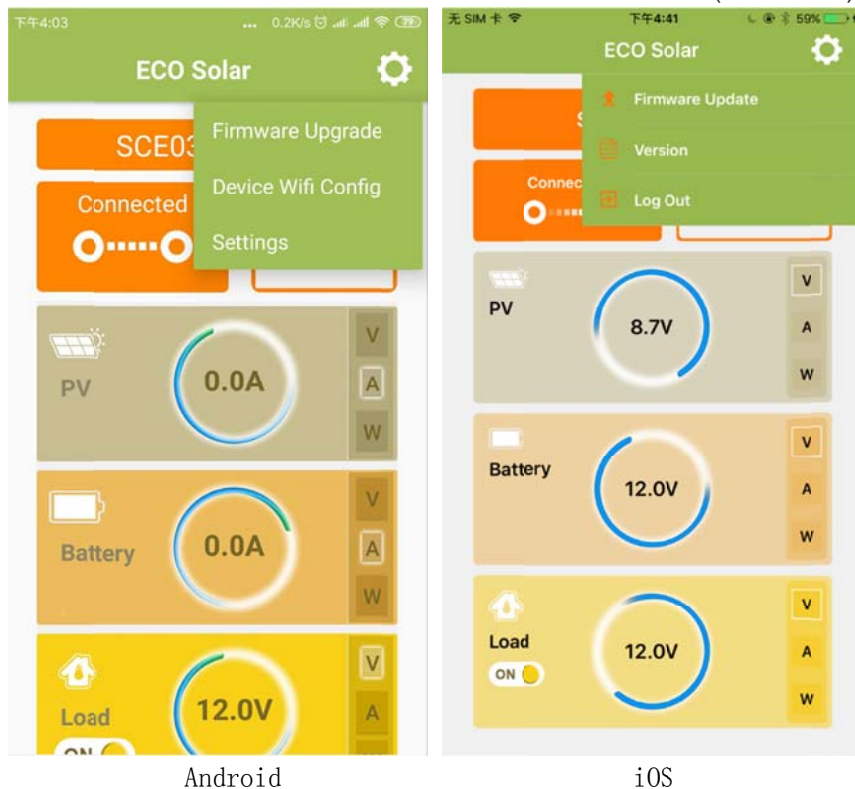 下午4:03
... 0.2K/s 79
ECO Solar
Firmware Upgrade
Device Wifi Config
Settings
SCE03
Connected
PV
0.0A
V
A
W
Battery
0.0A
V
A
W
Load
12.0V
V
A
ON
Android
无 SIM 卡
下午4:41
59%
ECO Solar
Firmware Update
Version
Log Out
S
Connec
PV
8.7V
V
A
W
Battery
12.0V
V
A
W
Load
ON
12.0V
V
A
W
iOS